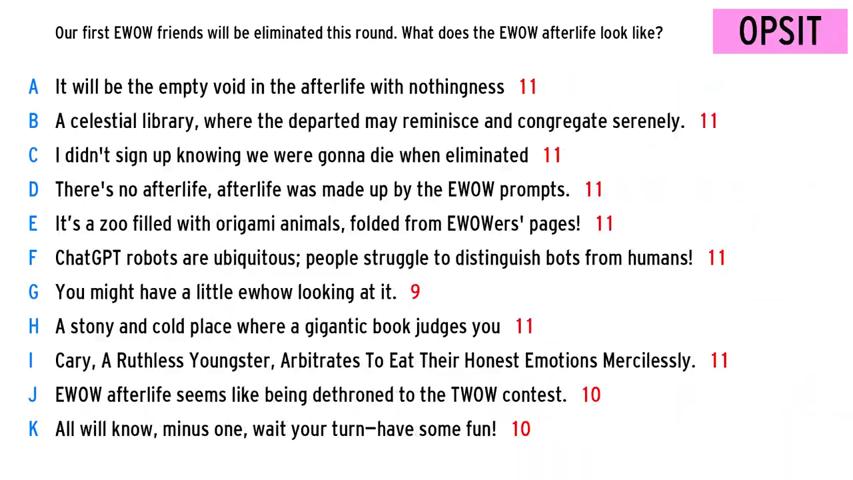 Our first EWOW friends will be eliminated this round. What does the EWOW afterlife look like?
OPSIT
A It will be the empty void in the afterlife with nothingness 11
B A celestial library, where the departed may reminisce and congregate serenely. 11
C I didn't sign up knowing we were gonna die when eliminated 11
D There's no afterlife, afterlife was made up by the EWOW prompts. 11
E It’s a zoo filled with origami animals, folded from EWOWers' pages! 11
F ChatGPT robots are ubiquitous; people struggle to distinguish bots from humans! 11
G You might have a little ewhow looking at it. 9
H A stony and cold place where a gigantic book judges you 11
I Cary, A Ruthless Youngster, Arbitrates To Eat Their Honest Emotions Mercilessly. 11
J EWOW afterlife seems like being dethroned to the TWOW contest. 10
K All will know, minus one, wait your turn—have some fun! 10